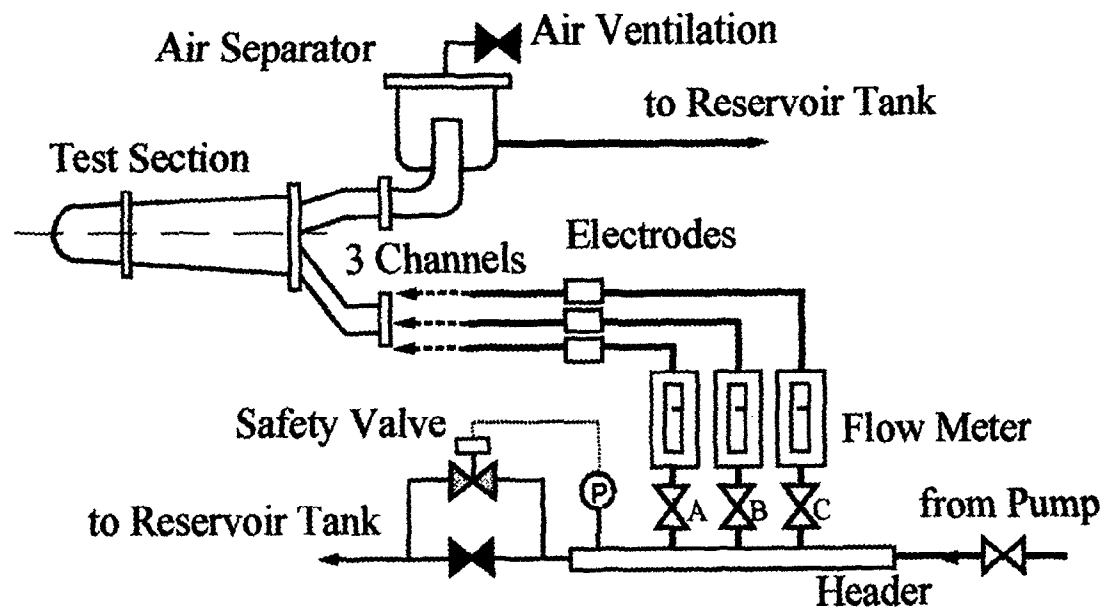 Air Separator
Air Ventilation
to Reservoir Tank
Test Section
Electrodes
3 Channels
Safety Valve
Flow Meter
P
A
B
C
to Reservoir Tank
from Pump
Header